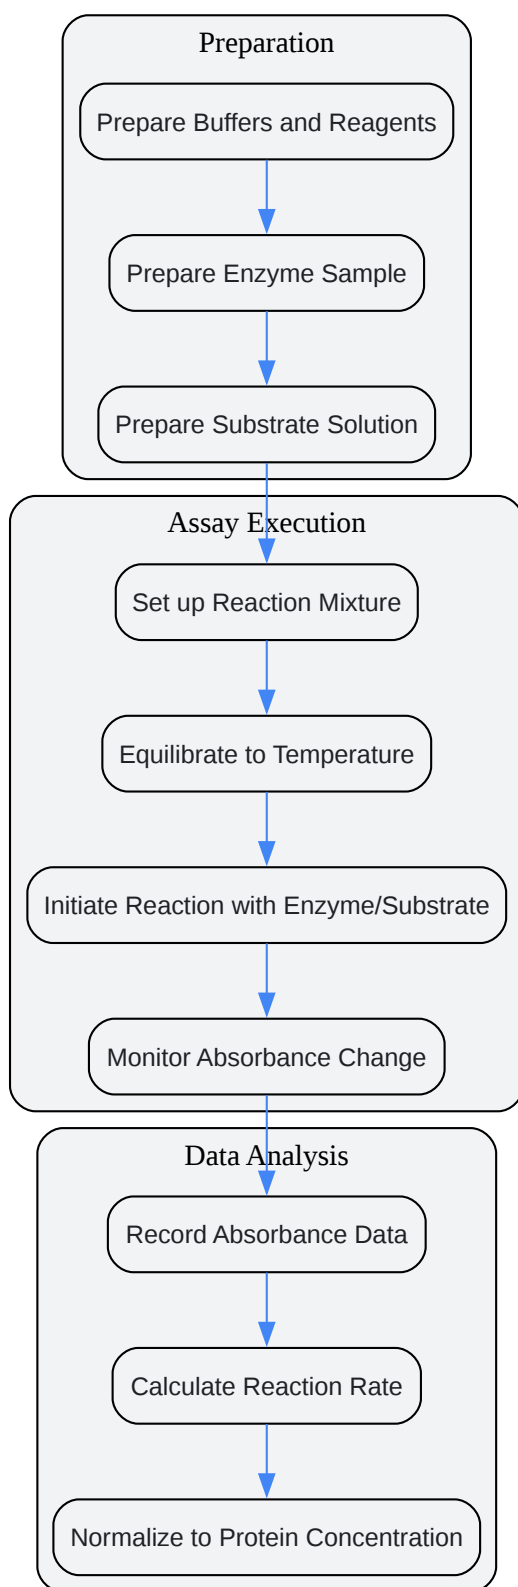 Preparation
Prepare Buffers and Reagents
Prepare Enzyme Sample
Prepare Substrate Solution
Assay Execution
Set up Reaction Mixture
Equilibrate to Temperature
Initiate Reaction with Enzyme/Substrate
Monitor Absorbance Change
Data Analysis
Record Absorbance Data
Calculate Reaction Rate
Normalize to Protein Concentration